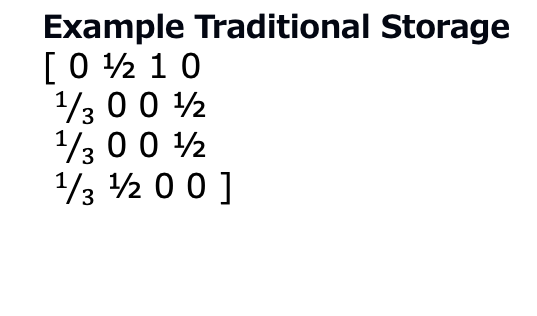 Example Traditional Storage
[ 0 ½ 1 0
¹/₃ 0 0 ½
¹/₃ 0 0 ½
¹/₃ ½ 0 0 ]